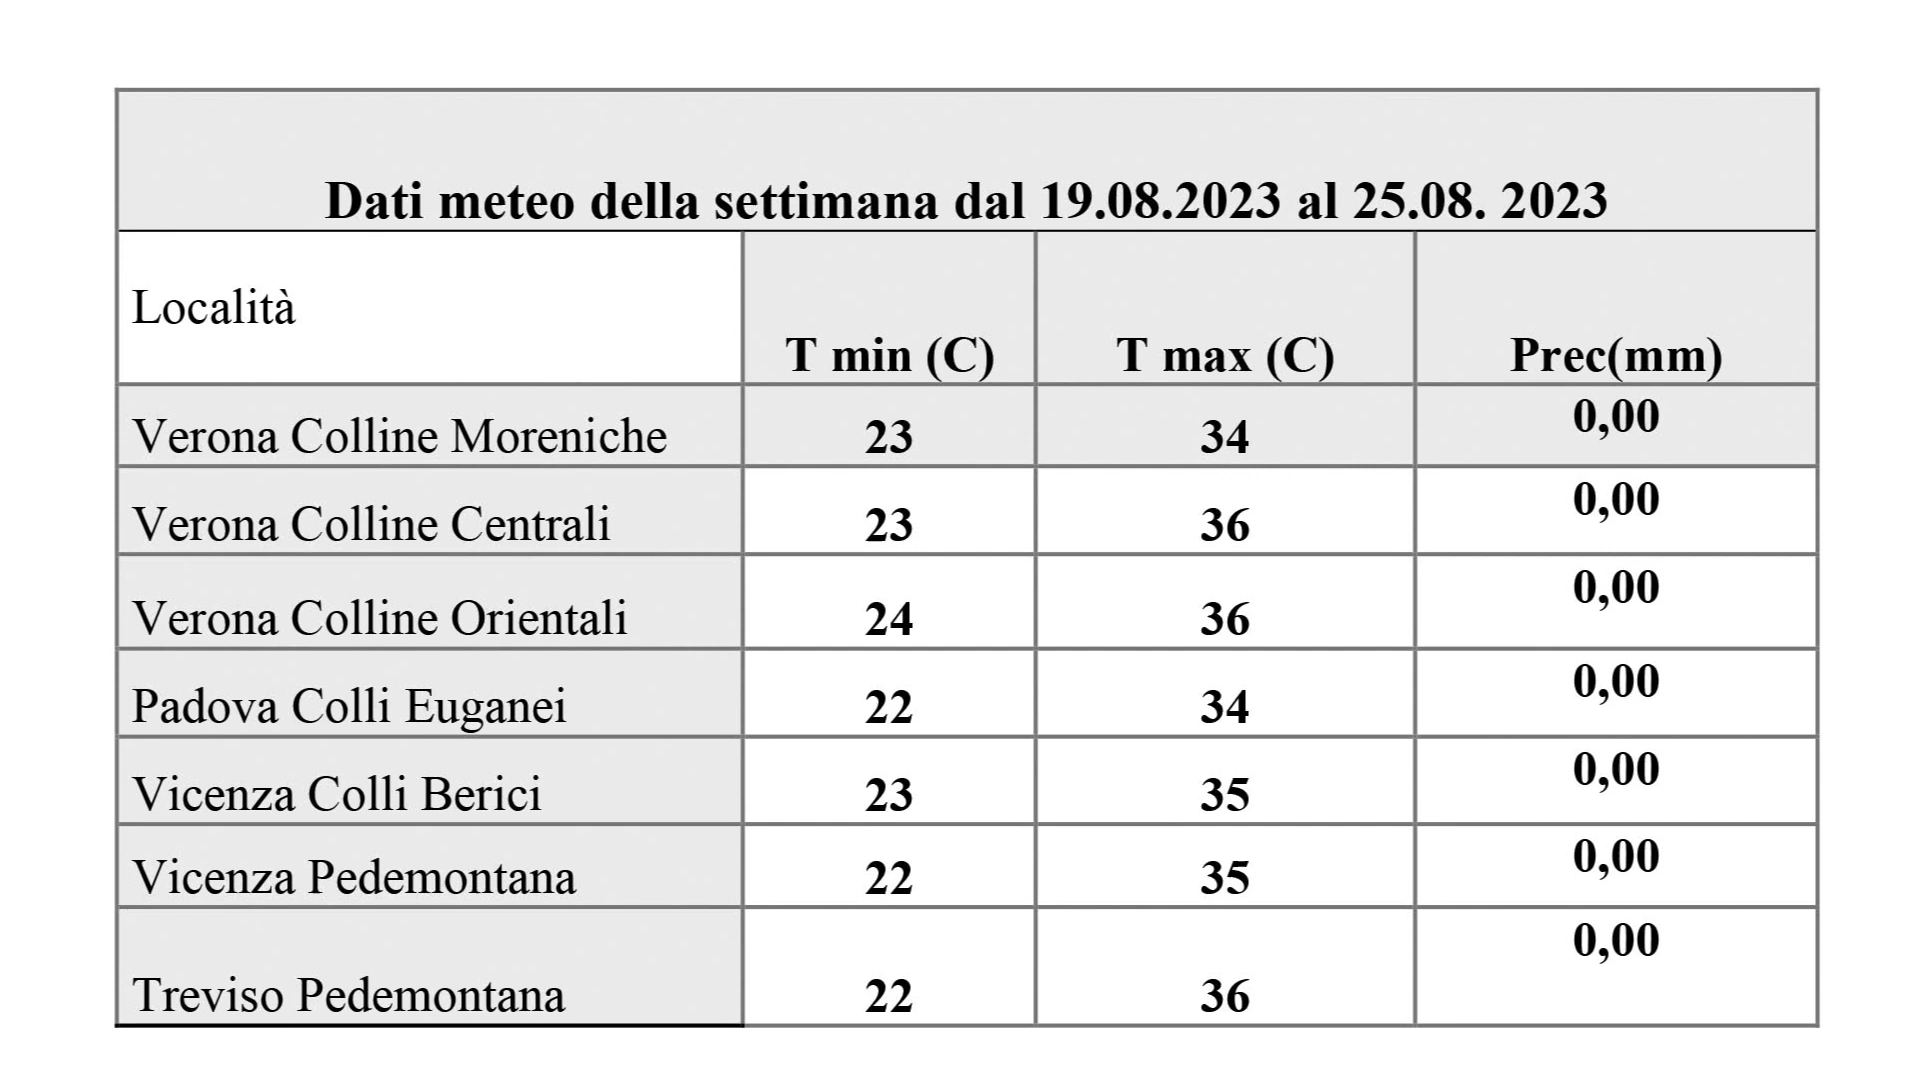 Dati meteo della settimana dal 19.08.2023 al 25.08. 2023
Località T min (C) T max (C) Prec(mm)
Verona Colline Moreniche 23 34 0,00
Verona Colline Centrali 23 36 0,00
Verona Colline Orientali 24 36 0,00
Padova Colli Euganei 22 34 0,00
Vicenza Colli Berici 23 35 0,00
Vicenza Pedemontana 22 35 0,00
Treviso Pedemontana 22 36 0,00